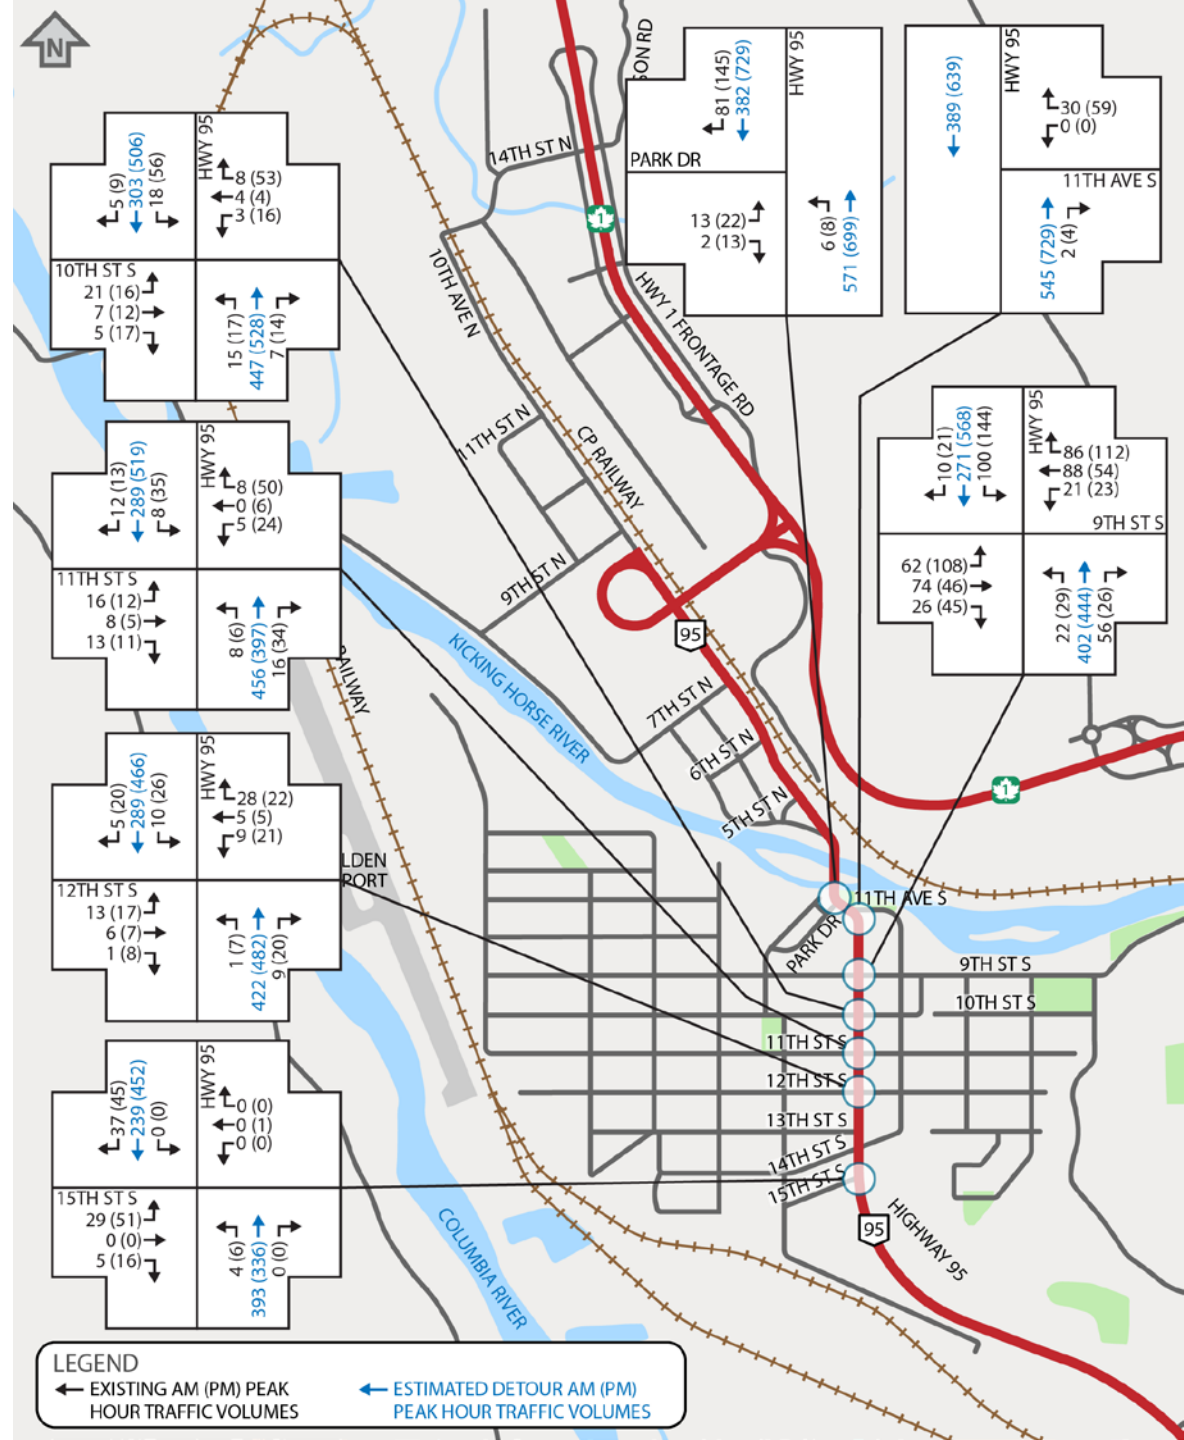 N
81 (145)
382 (729)
HWY 95
PARK DR
13 (22)
2 (13)
6 (8)
571 (699)
389 (639)
HWY 95
30 (59)
0 (0)
11TH AVE S
545 (729)
2 (4)
5 (9)
303 (506)
18 (56)
HWY 95
8 (53)
4 (4)
3 (16)
10TH ST S
21 (16)
7 (12)
5 (17)
15 (17)
447 (528)
7 (14)
12 (13)
289 (519)
8 (35)
HWY 95
8 (50)
0 (6)
5 (24)
11TH ST S
16 (12)
8 (5)
13 (11)
8 (6)
456 (397)
16 (34)
10 (21)
271 (568)
100 (144)
HWY 95
86 (112)
88 (54)
21 (23)
9TH ST S
62 (108)
74 (46)
26 (45)
22 (29)
402 (444)
56 (26)
5 (20)
289 (466)
10 (26)
HWY 95
28 (22)
5 (5)
9 (21)
12TH ST S
13 (17)
6 (7)
1 (8)
1 (7)
422 (482)
9 (20)
37 (45)
239 (452)
0 (0)
HWY 95
0 (0)
0 (1)
0 (0)
15TH ST S
29 (51)
0 (0)
5 (16)
4 (6)
393 (336)
0 (0)
SON RD
14TH ST N
1
10TH AVE N
HWY 1 FRONTAGE RD
11TH ST N
CP RAILWAY
9TH ST N
95
KICKING HORSE RIVER
7TH ST N
6TH ST N
5TH ST N
1
AILWAY
LDEN
PORT
11TH AVE S
PARK DR
9TH ST S
10TH ST S
11TH ST S
12TH ST S
13TH ST S
14TH ST S
15TH ST S
95
HIGHWAY 95
COLUMBIA RIVER
LEGEND
EXISTING AM (PM) PEAK
HOUR TRAFFIC VOLUMES
ESTIMATED DETOUR AM (PM)
PEAK HOUR TRAFFIC VOLUMES